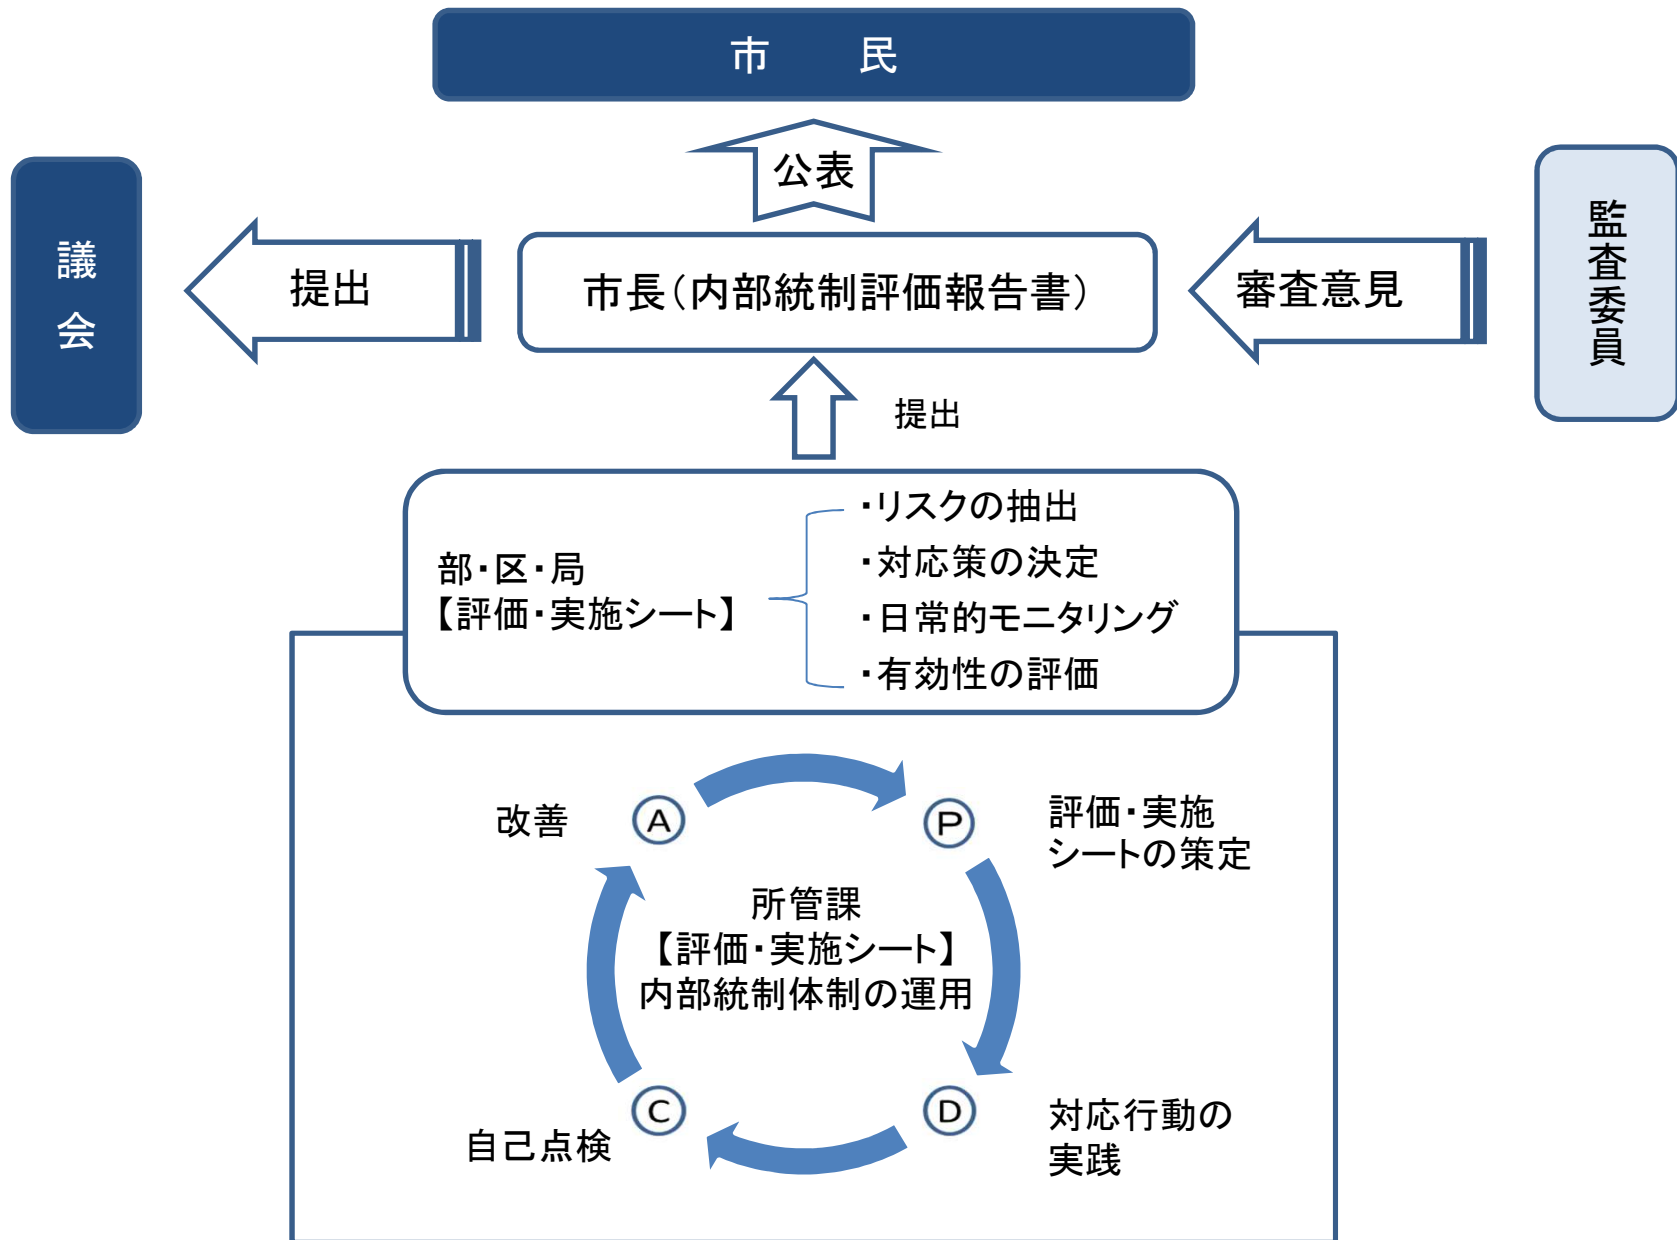 市　民
公表
議会
提出
市長（内部統制評価報告書）
審査意見
監査委員
提出
部・区・局
【評価・実施シート】
・リスクの抽出
・対応策の決定
・日常的モニタリング
・有効性の評価
改善
A
P
評価・実施
シートの策定
所管課
【評価・実施シート】
内部統制体制の運用
C
自己点検
D
対応行動の
実践